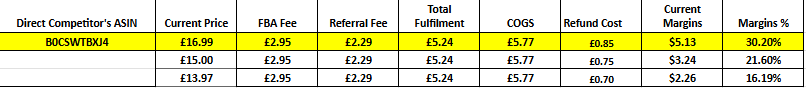 Direct Competitor's ASIN Current Price FBA Fee Referral Fee Total Fulfilment COGS Refund Cost Current Margins Margins %
B0CSWTBXJ4 £16.99 £2.95 £2.29 £5.24 £5.77 £0.85 $5.13 30.20%
£15.00 £2.95 £2.29 £5.24 £5.77 £0.75 $3.24 21.60%
£13.97 £2.95 £2.29 £5.24 £5.77 £0.70 $2.26 16.19%